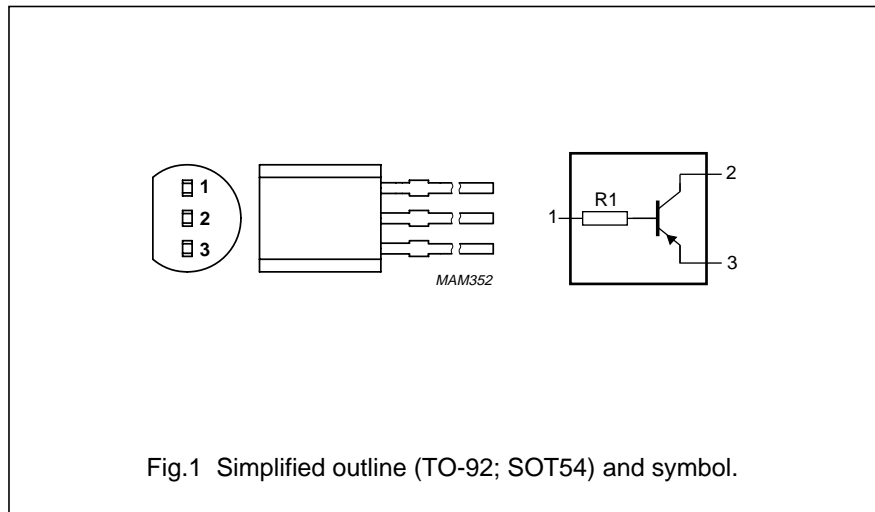 1
2
3
MAM352
1
R1
2
3
Fig.1 Simplified outline (TO-92; SOT54) and symbol.